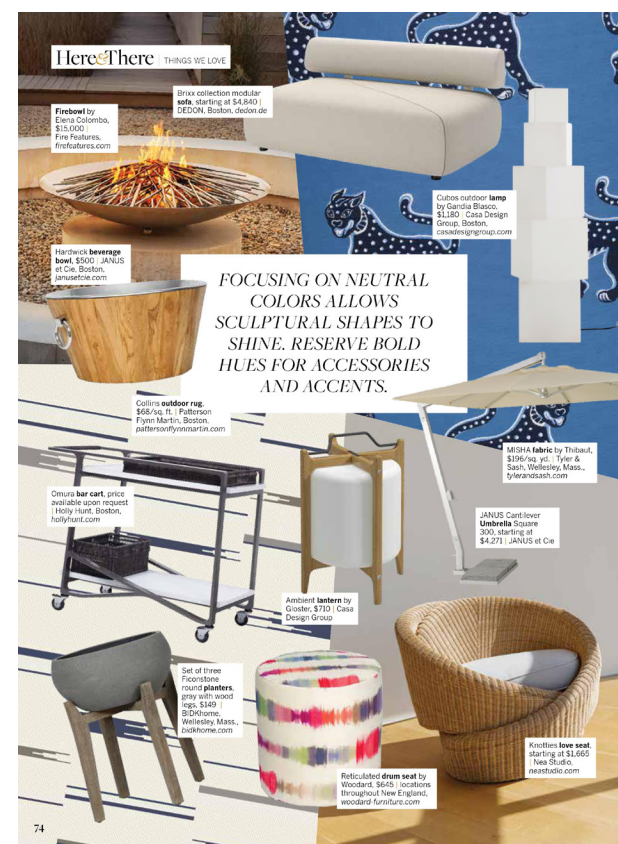 Here&There | THINGS WE LOVE
Brixx collection modular
sofa, starting at $4,840 |
DEDON, Boston, dedon.de
Firebowl by
Elena Colombo,
$15,000 |
Fire Features,
firefeatures.com
Cubos outdoor lamp
by Gandia Blasco,
$1,180 | Casa Design
Group, Boston,
casadesigngroup.com
Hardwick beverage
bowl, $500 | JANUS
et Cie, Boston,
janusetcie.com
FOCUSING ON NEUTRAL
COLORS ALLOWS
SCULPTURAL SHAPES TO
SHINE. RESERVE BOLD
HUES FOR ACCESSORIES
AND ACCENTS.
Collins outdoor rug,
$68/sq. ft. | Patterson
Flynn Martin, Boston,
pattersonflynnmartin.com
MISHA fabric by Thibaut,
$196/sq. yd. | Tyler &
Sash, Wellesley, Mass.,
tylerandsash.com
Omura bar cart, price
available upon request
| Holly Hunt, Boston,
hollyhunt.com
JANUS Cantilever
Umbrella Square
300, starting at
$4,271 | JANUS et Cie
Ambient lantern by
Gloster, $710 | Casa
Design Group
Set of three
Ficonstone
round planters,
gray with wood
legs, $149 |
BIDKhome,
Wellesley, Mass.,
bidkhome.com
Knotties love seat,
starting at $1,665
| Nea Studio,
neastudio.com
Reticulated drum seat by
Woodard, $645 | locations
throughout New England,
woodard-furniture.com
74